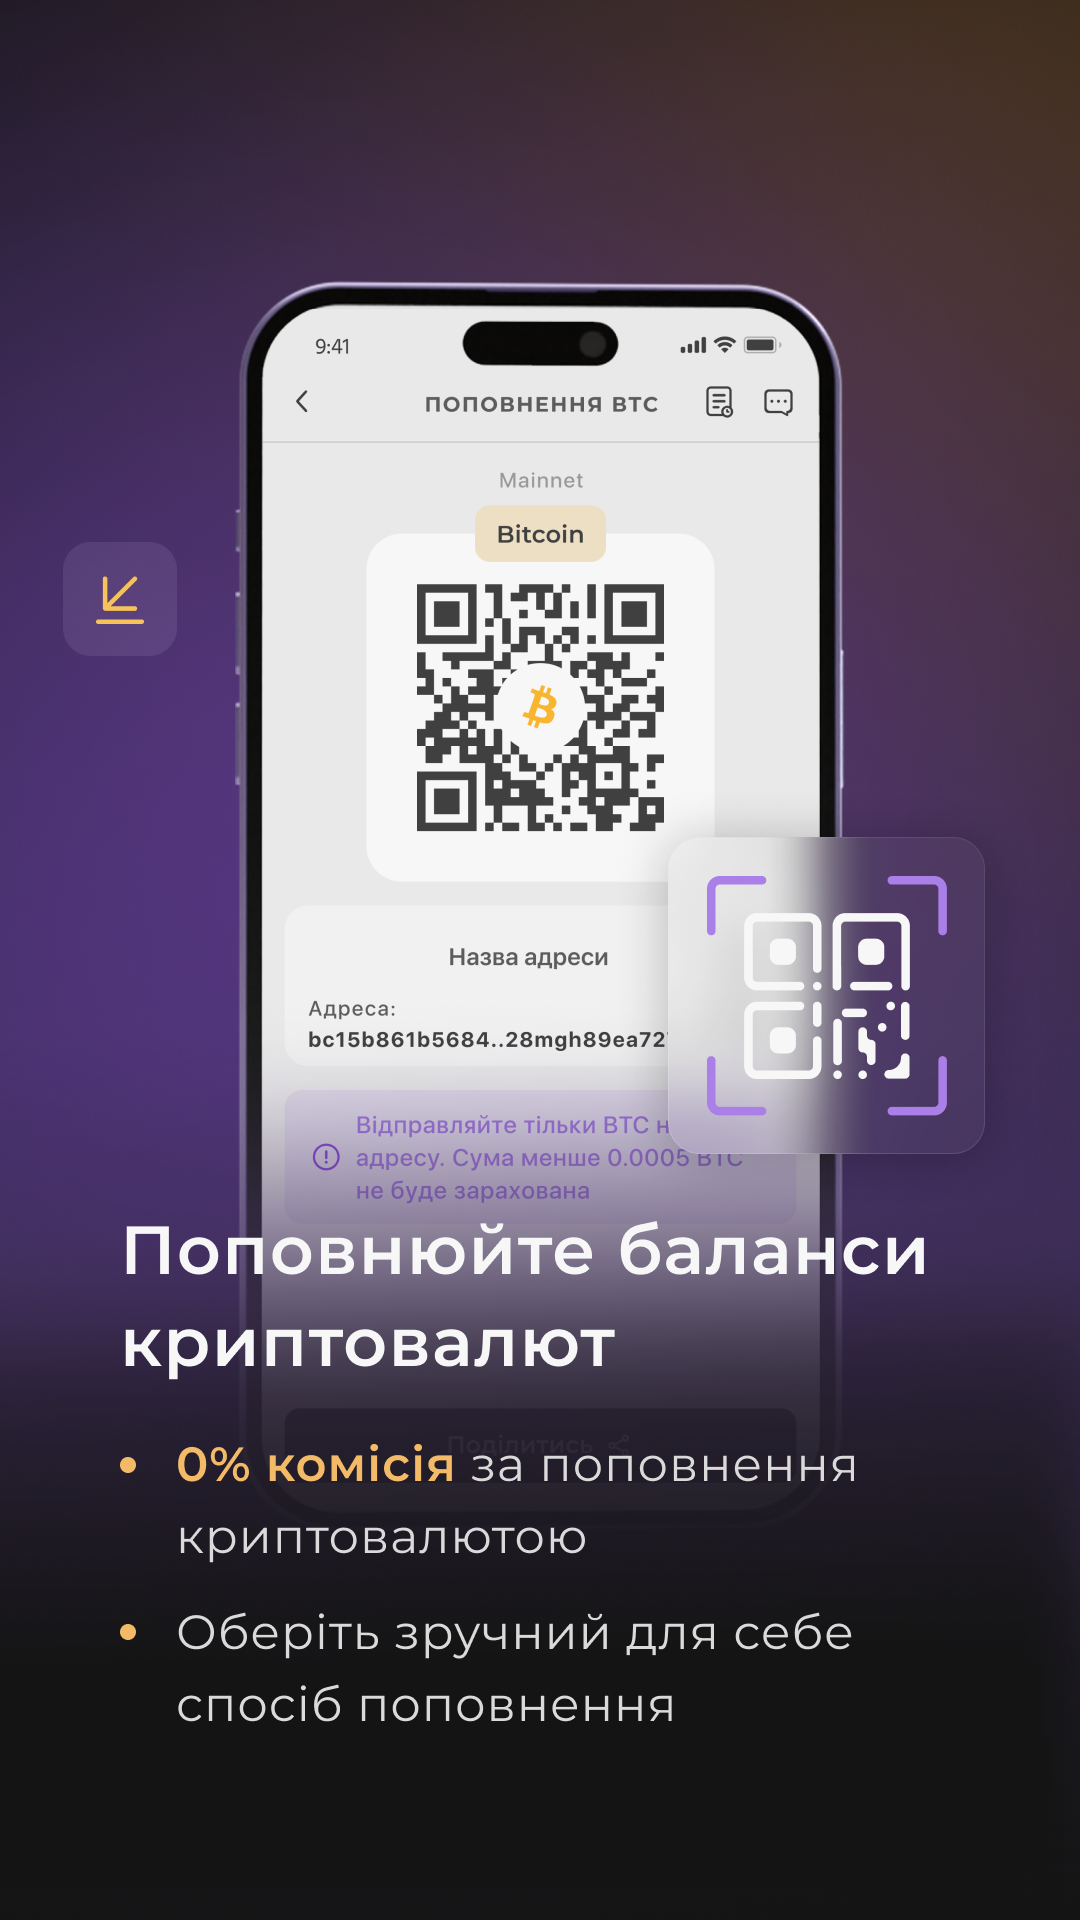 9:41
ПОПОВНЕННЯ BTC
Mainnet
Bitcoin
Назва адреси
Адреса:
bc15b861b5684..28mgh89ea72
Відправляйте тільки BTC н
адресу. Сума менше 0.0005 BTC
не буде зарахована
Поповнюйте баланси
криптовалют
Поділитись
• 0% комісія за поповнення
криптовалютою
• Оберіть зручний для себе
спосіб поповнення